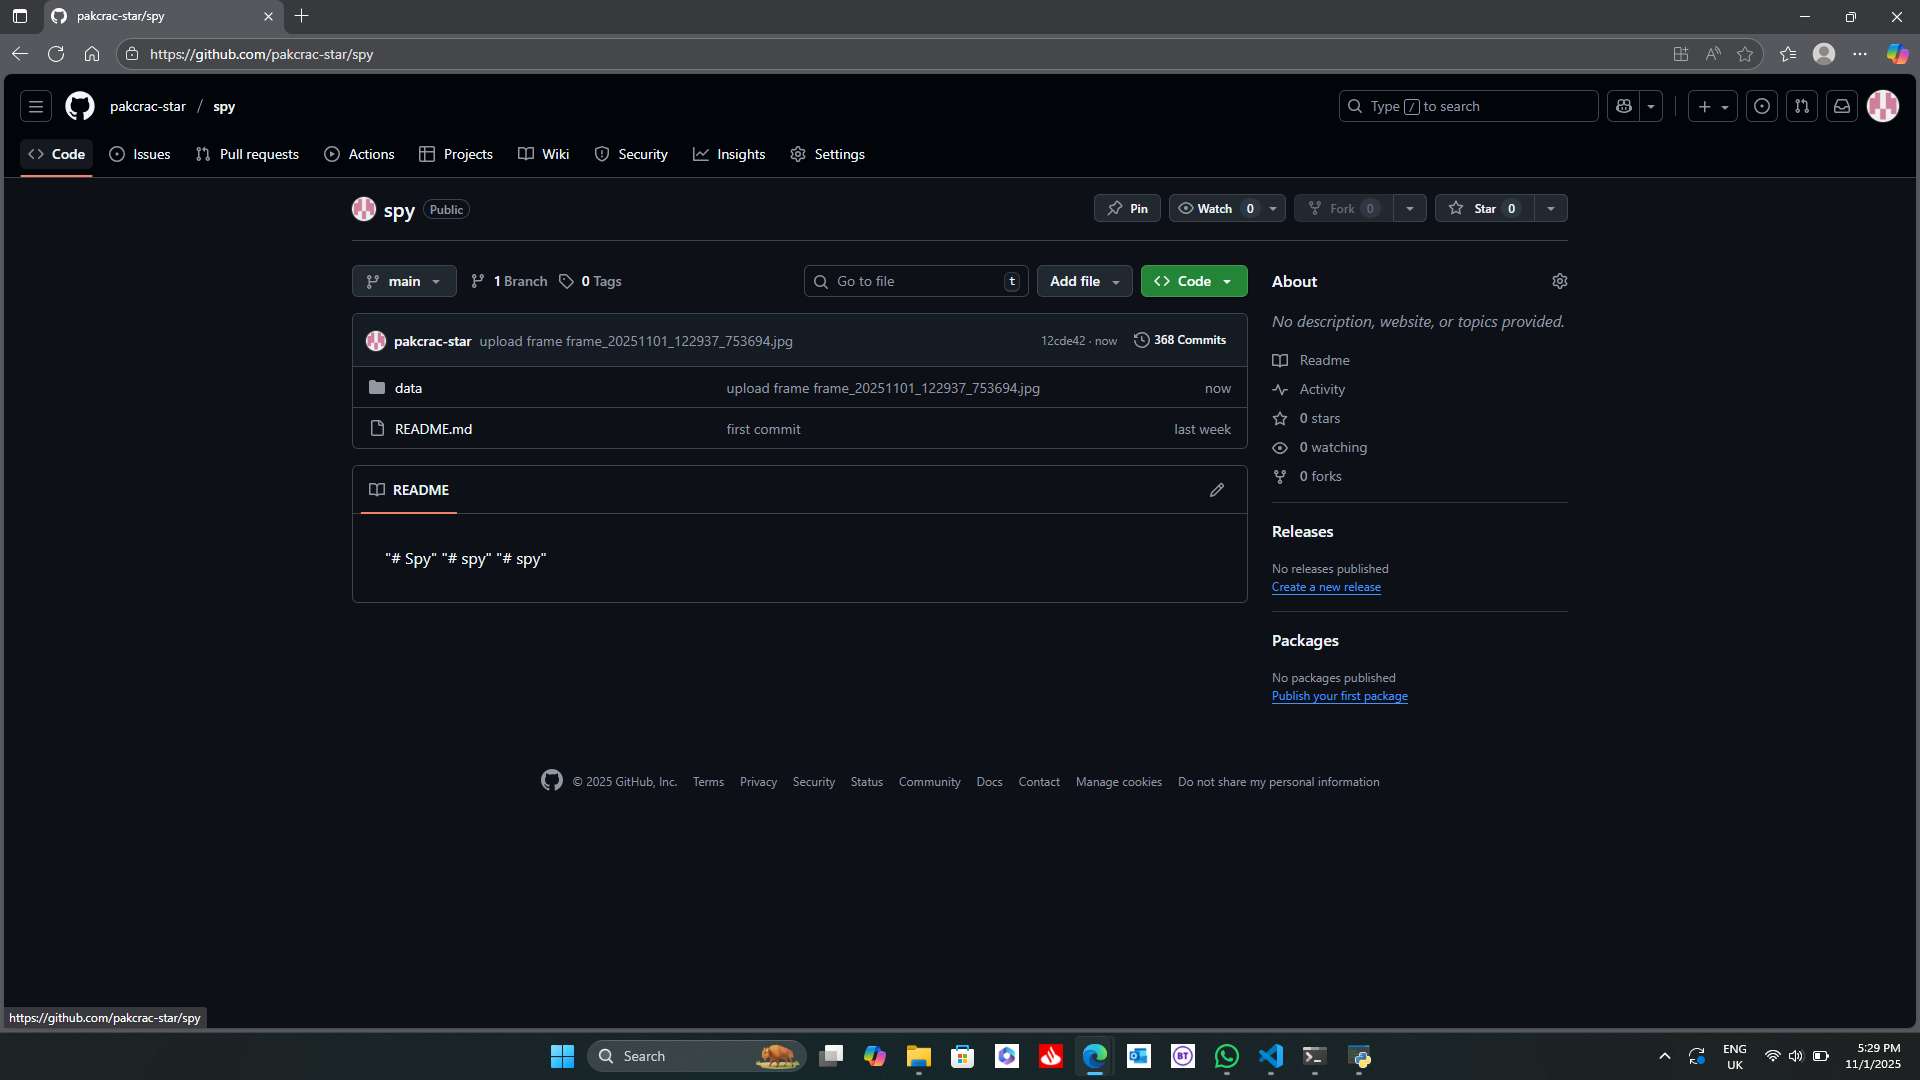 pakcrac-star/spy
https://github.com/pakcrac-star/spy
pakcrac-star / spy
Type / to search
Code Issues Pull requests Actions Projects Wiki Security Insights Settings
spy Public
Pin Watch 0 Fork 0 Star 0
main 1 Branch 0 Tags Go to file t Add file Code
pakcrac-star upload frame frame_20251101_122937_753694.jpg 12cde42 · now 368 Commits
data upload frame frame_20251101_122937_753694.jpg now
README.md first commit last week
README
"# Spy" "# spy" "# spy"
About
No description, website, or topics provided.
Readme
Activity
0 stars
0 watching
0 forks
Releases
No releases published
Create a new release
Packages
No packages published
Publish your first package
© 2025 GitHub, Inc. Terms Privacy Security Status Community Docs Contact Manage cookies Do not share my personal information
https://github.com/pakcrac-star/spy
Search
BT
ENG
UK
5:29 PM
11/1/2025